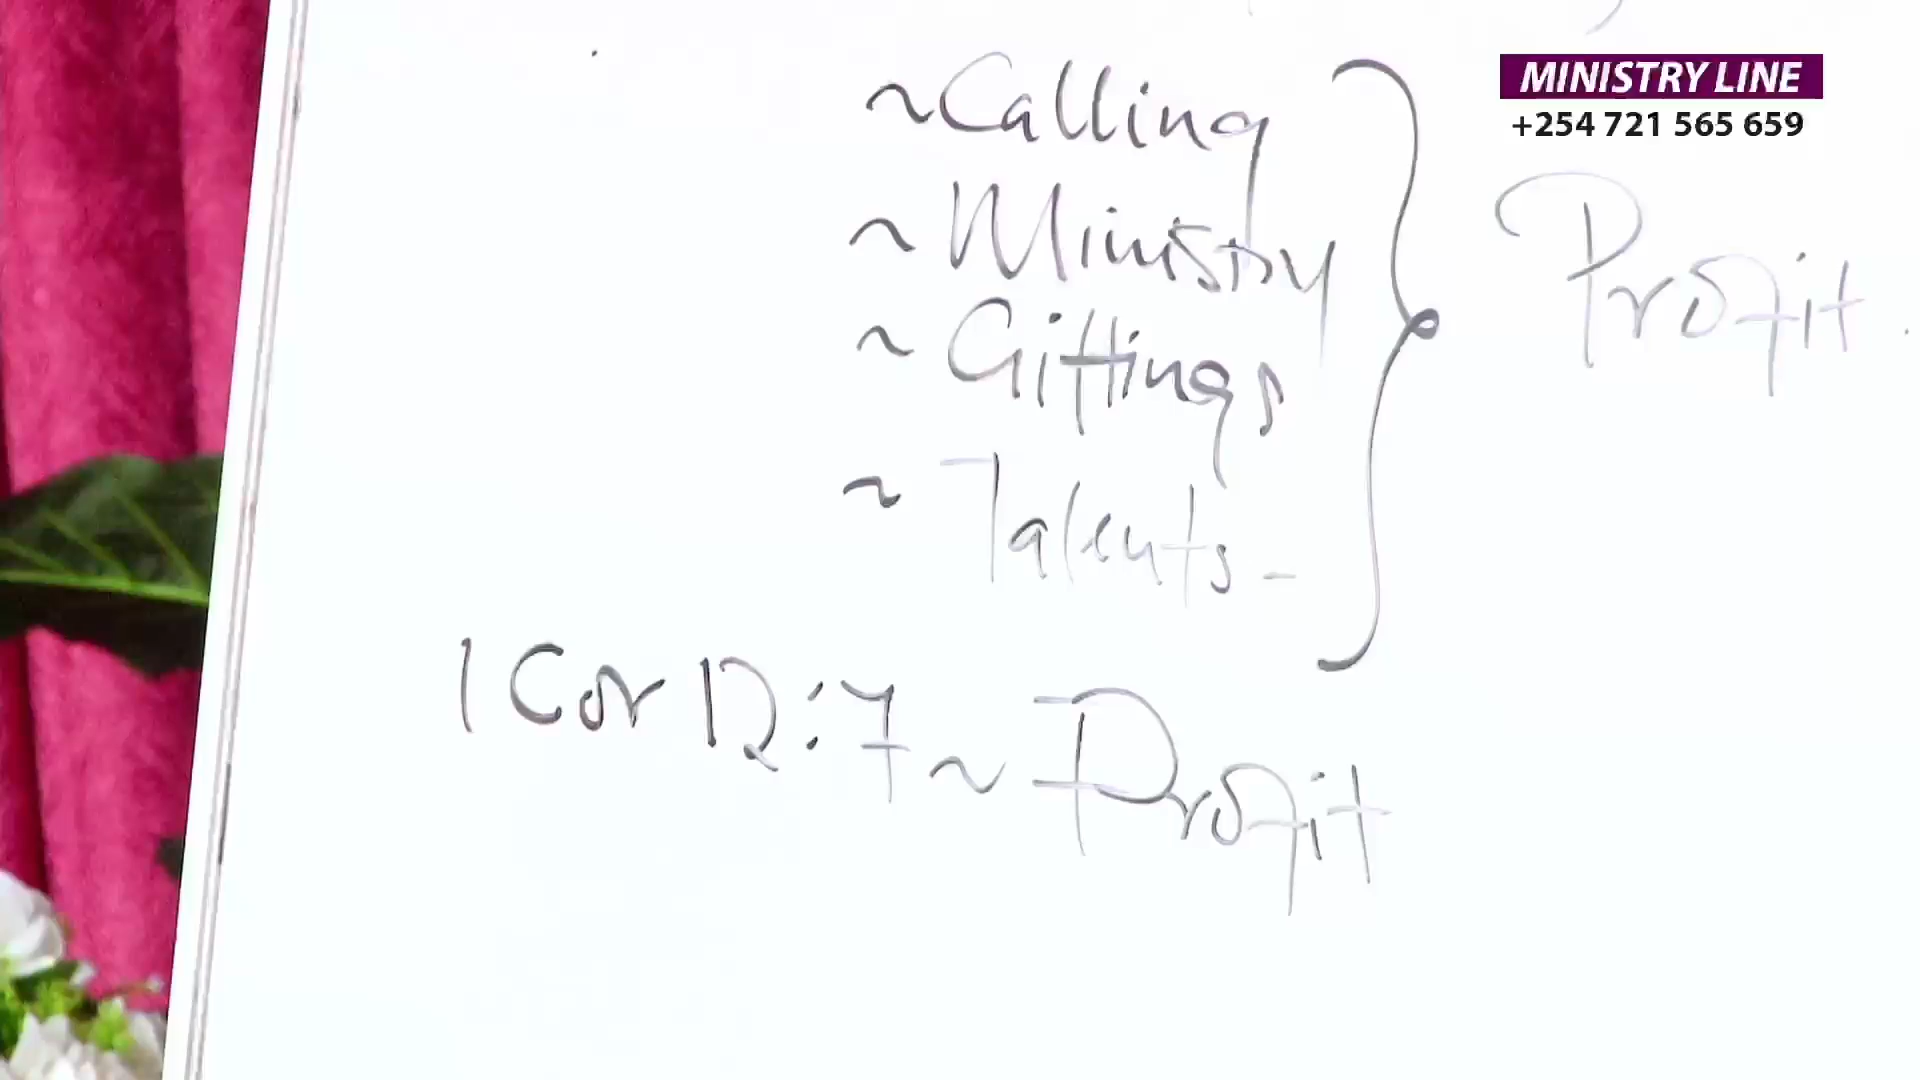 MINISTRY LINE
+254 721 565 659
~ Calling
~ Ministry
~ Giftings
~ Talents -
Profit
1 Cor 12:7 ~ Profit